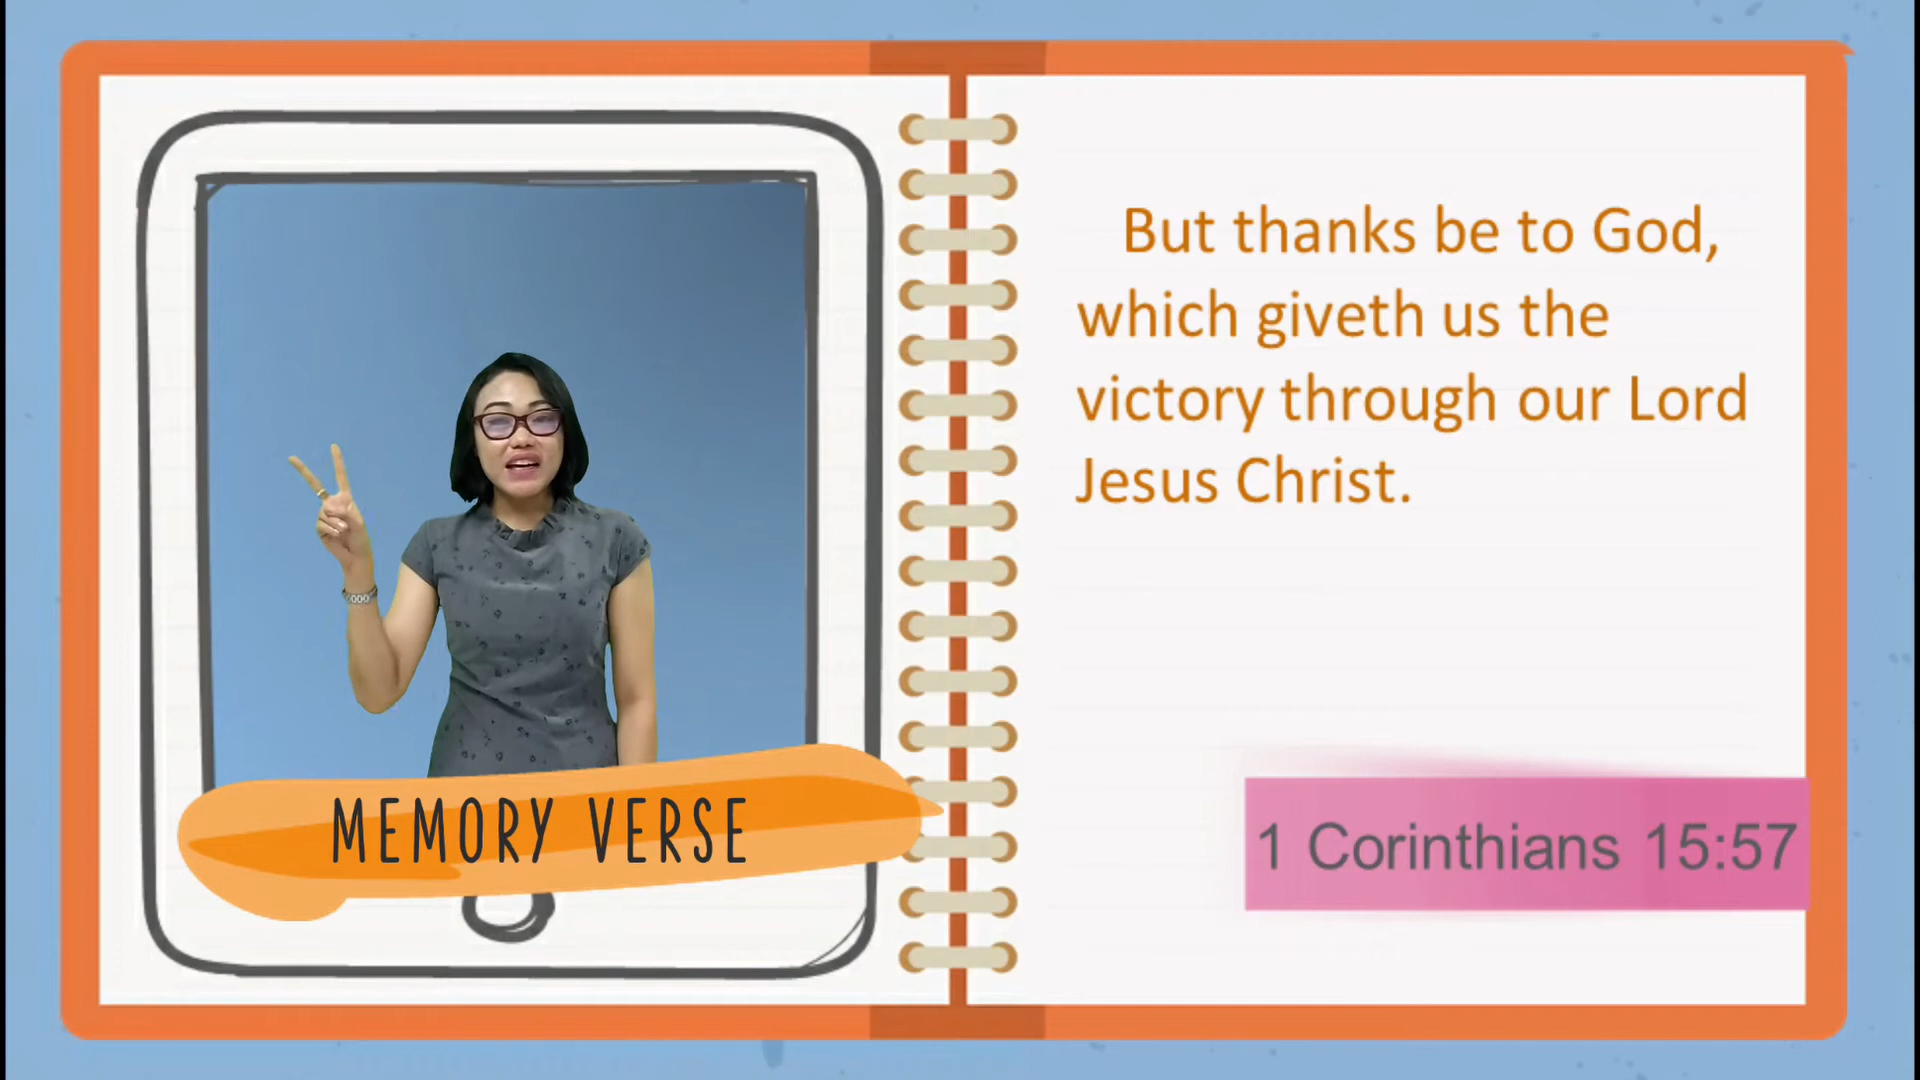 But thanks be to God,
which giveth us the
victory through our Lord
Jesus Christ.
MEMORY VERSE
1 Corinthians 15:57